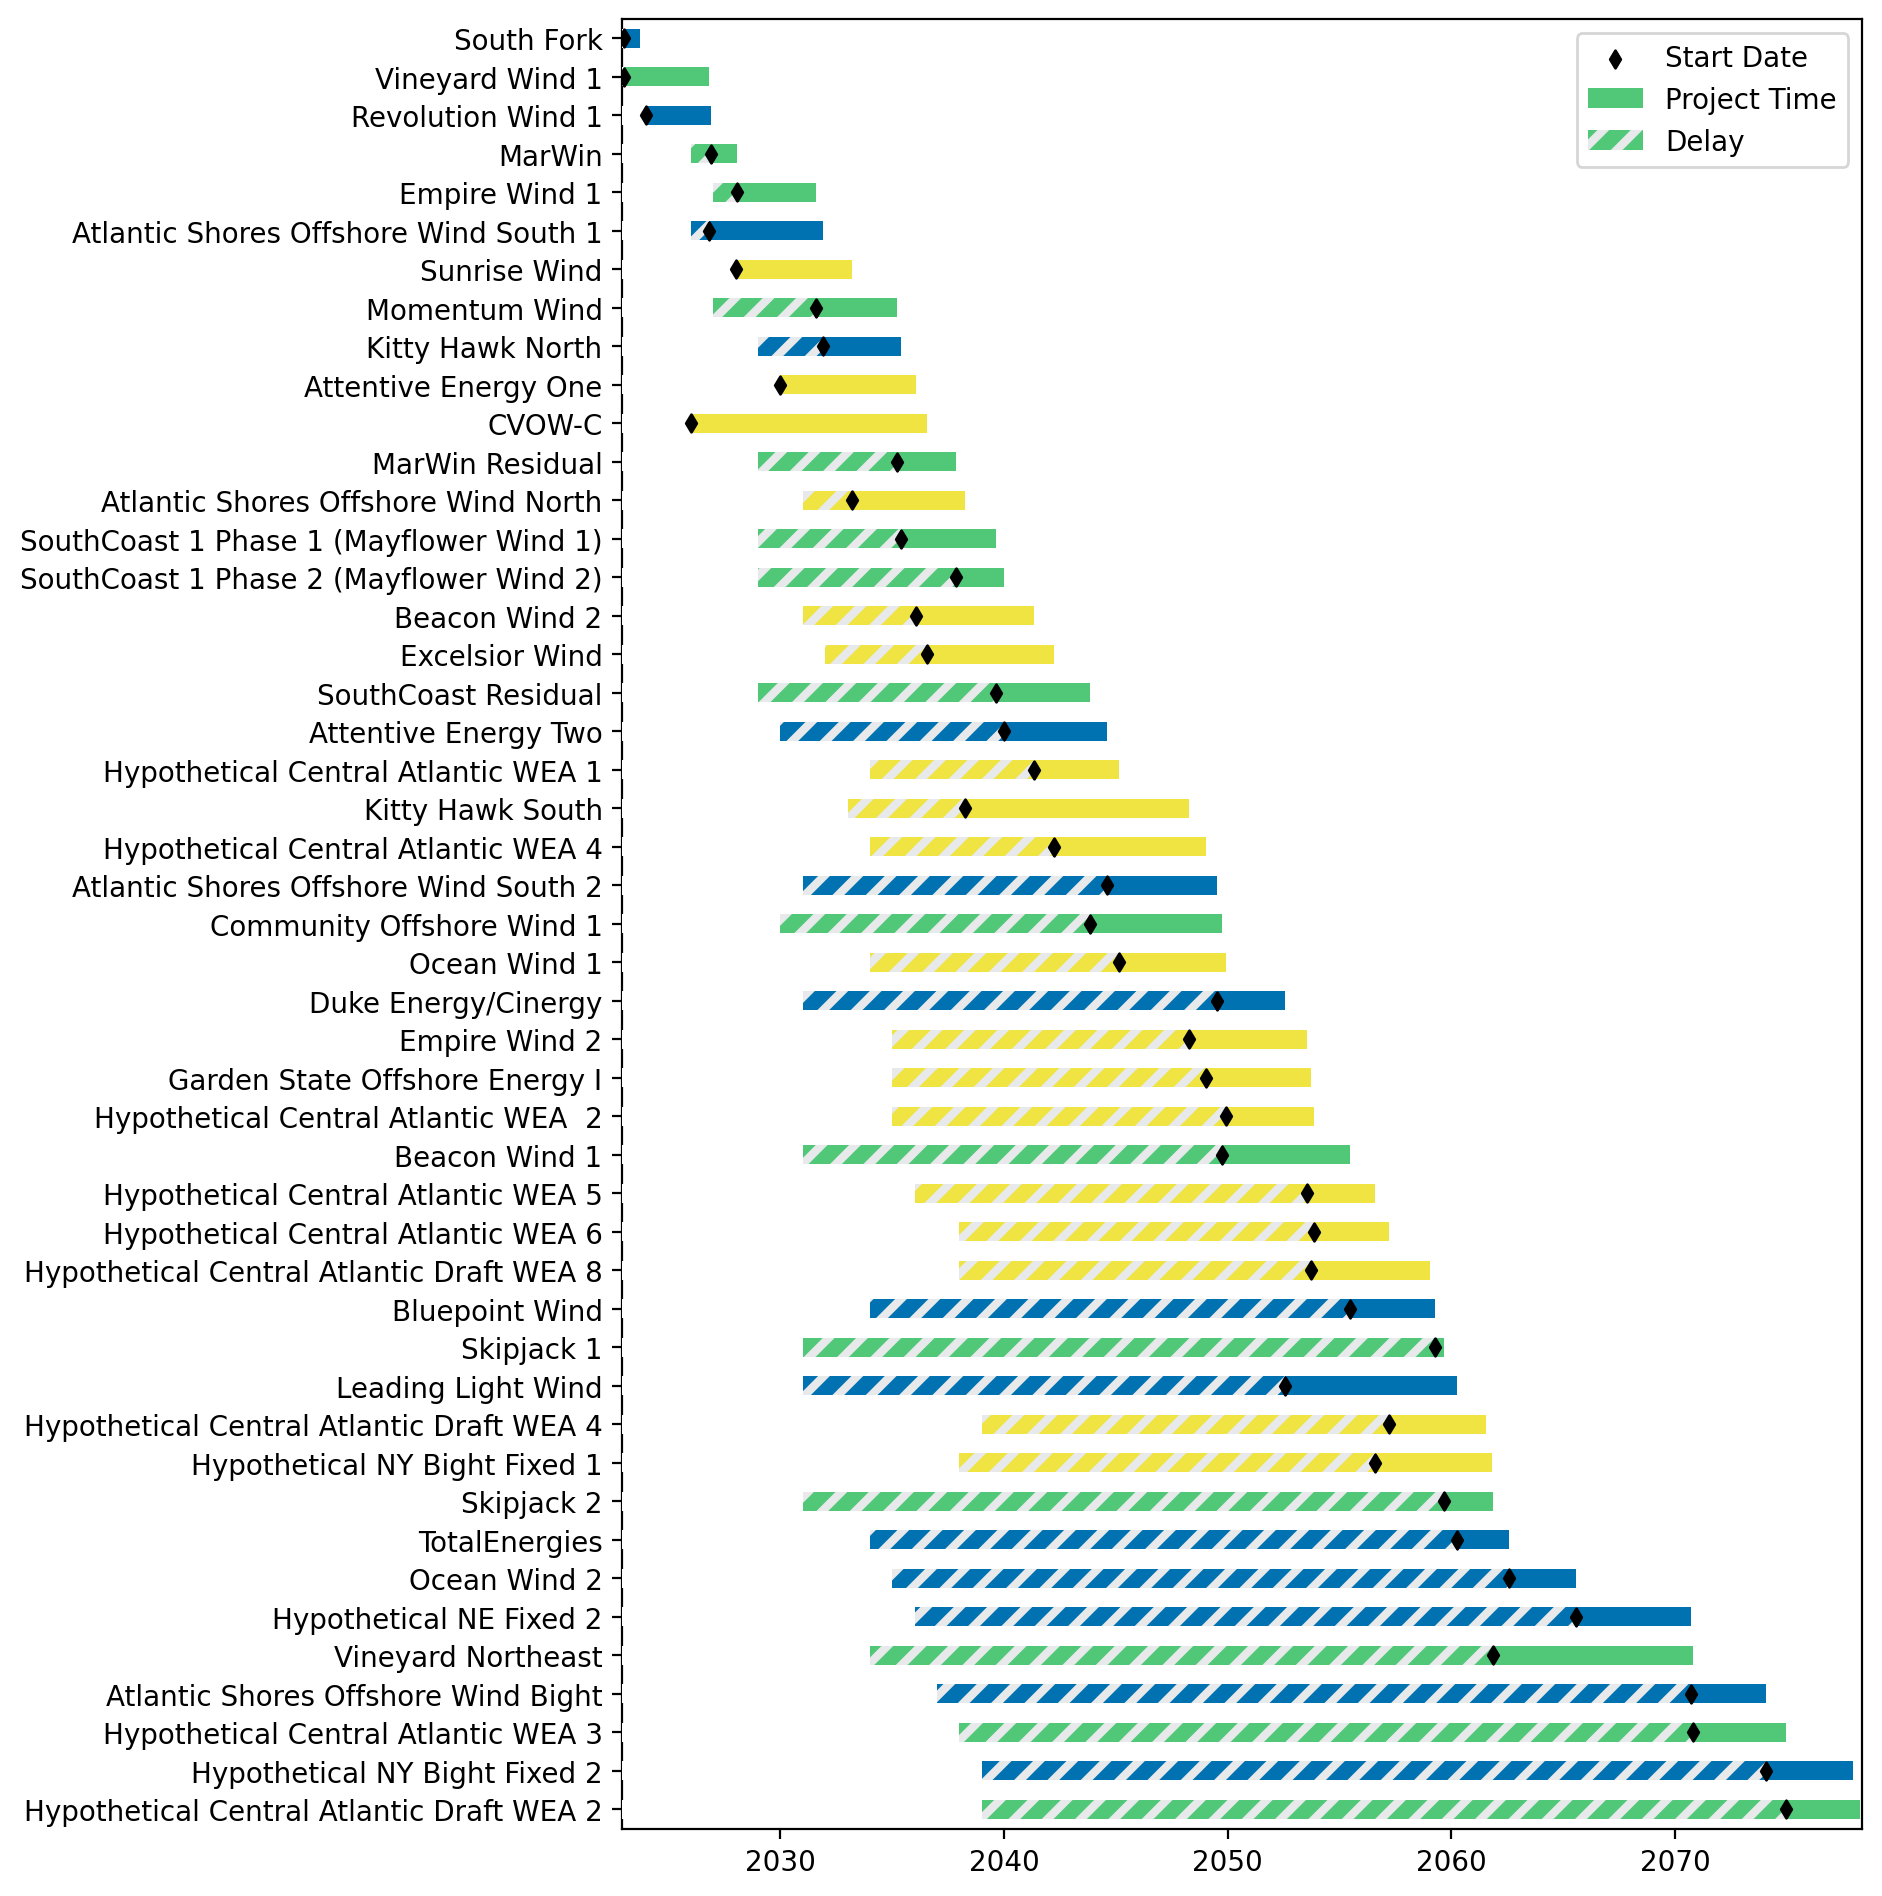 South Fork
Vineyard Wind 1
Revolution Wind 1
MarWin
Empire Wind 1
Atlantic Shores Offshore Wind South 1
Sunrise Wind
Momentum Wind
Kitty Hawk North
Attentive Energy One
CVOW-C
MarWin Residual
Atlantic Shores Offshore Wind North
SouthCoast 1 Phase 1 (Mayflower Wind 1)
SouthCoast 1 Phase 2 (Mayflower Wind 2)
Beacon Wind 2
Excelsior Wind
SouthCoast Residual
Attentive Energy Two
Hypothetical Central Atlantic WEA 1
Kitty Hawk South
Hypothetical Central Atlantic WEA 4
Atlantic Shores Offshore Wind South 2
Community Offshore Wind 1
Ocean Wind 1
Duke Energy/Cinergy
Empire Wind 2
Garden State Offshore Energy I
Hypothetical Central Atlantic WEA  2
Beacon Wind 1
Hypothetical Central Atlantic WEA 5
Hypothetical Central Atlantic WEA 6
Hypothetical Central Atlantic Draft WEA 8
Bluepoint Wind
Skipjack 1
Leading Light Wind
Hypothetical Central Atlantic Draft WEA 4
Hypothetical NY Bight Fixed 1
Skipjack 2
TotalEnergies
Ocean Wind 2
Hypothetical NE Fixed 2
Vineyard Northeast
Atlantic Shores Offshore Wind Bight
Hypothetical Central Atlantic WEA 3
Hypothetical NY Bight Fixed 2
Hypothetical Central Atlantic Draft WEA 2
Start Date
Project Time
Delay
2030 2040 2050 2060 2070